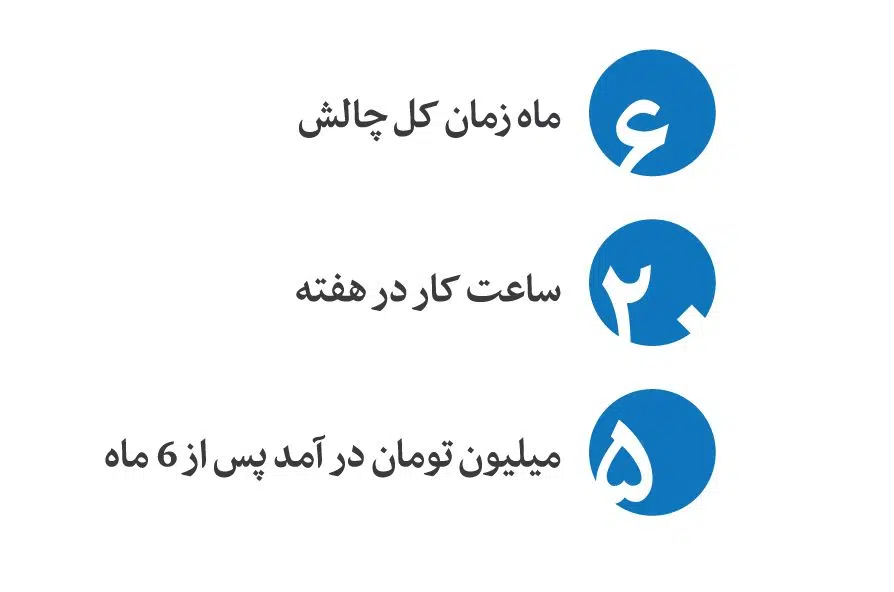 ۶ ماه زمان کل چالش
۲۰ ساعت کار در هفته
۵ میلیون تومان در آمد پس از 6 ماه